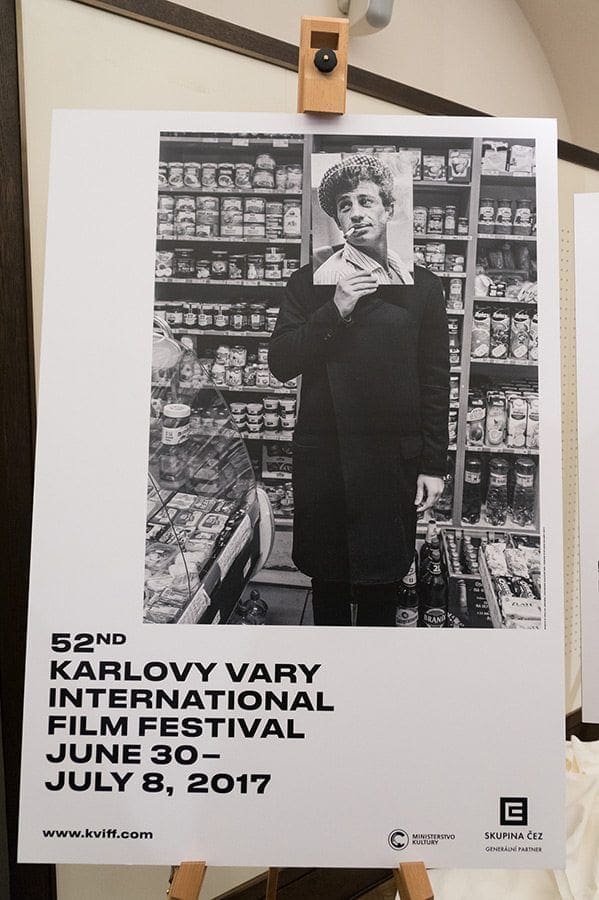 52ND
KARLOVY VARY
INTERNATIONAL
FILM FESTIVAL
JUNE 30–
JULY 8, 2017
www.kviff.com
MINISTERSTVO
KULTURY
SKUPINA ČEZ
GENERÁLNÍ PARTNER